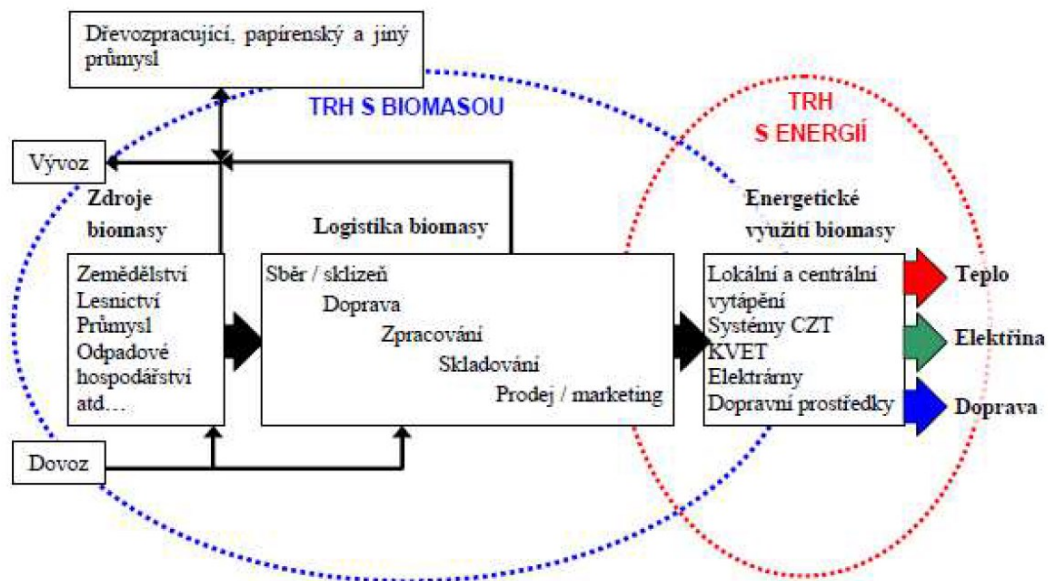 Dřevozpracující, papírenský a jiný
průmysl
TRH S BIOMASOU
TRH
S ENERGIÍ
Vývoz
Zdroje
biomasy
Logistika biomasy
Energetické
využití biomasy
Zemědělství
Lesnictví
Průmysl
Odpadové
hospodářství
atd…
Sběr / sklizeň
Doprava
Zpracování
Skladování
Prodej / marketing
Lokální a centrální
vytápění
Systémy CZT
KVET
Elektrárny
Dopravní prostředky
Teplo
Elektřina
Doprava
Dovoz